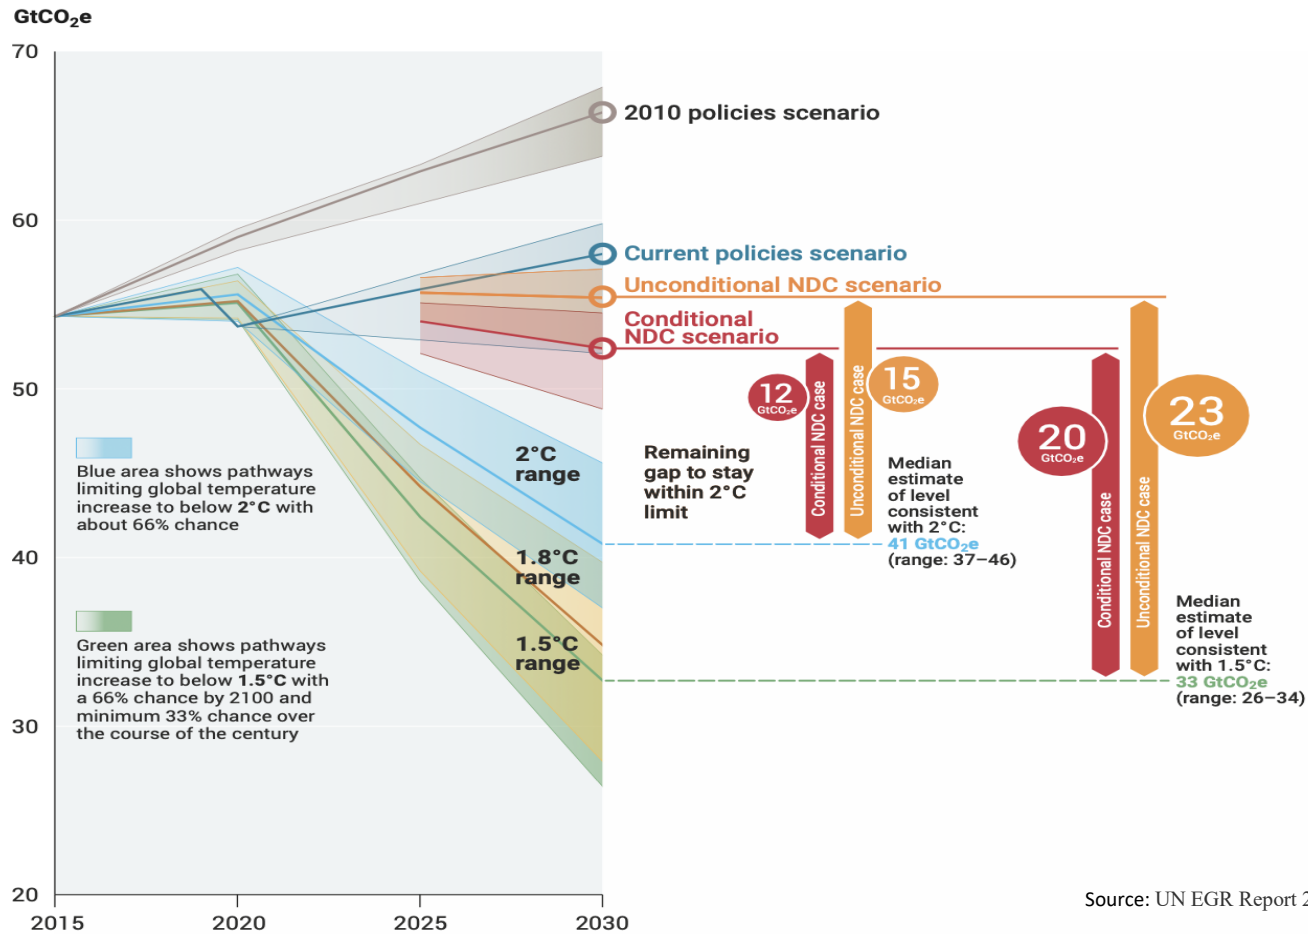 GtCO₂e
70
60
50
40
30
20
2015
2020
2025
2030
2010 policies scenario
Current policies scenario
Unconditional NDC scenario
Conditional
NDC scenario
2°C
range
1.8°C
range
1.5°C
range
Blue area shows pathways
limiting global temperature
increase to below 2°C with
about 66% chance
Green area shows pathways
limiting global temperature
increase to below 1.5°C with
a 66% chance by 2100 and
minimum 33% chance over
the course of the century
Remaining
gap to stay
within 2°C
limit
12
GtCO₂e
Conditional NDC case
Unconditional NDC case
15
GtCO₂e
Median
estimate
of level
consistent
with 2°C:
41 GtCO₂e
(range: 37–46)
20
GtCO₂e
Conditional NDC case
Unconditional NDC case
23
GtCO₂e
Median
estimate
of level
consistent
with 1.5°C:
33 GtCO₂e
(range: 26–34)
Source: UN EGR Report 2